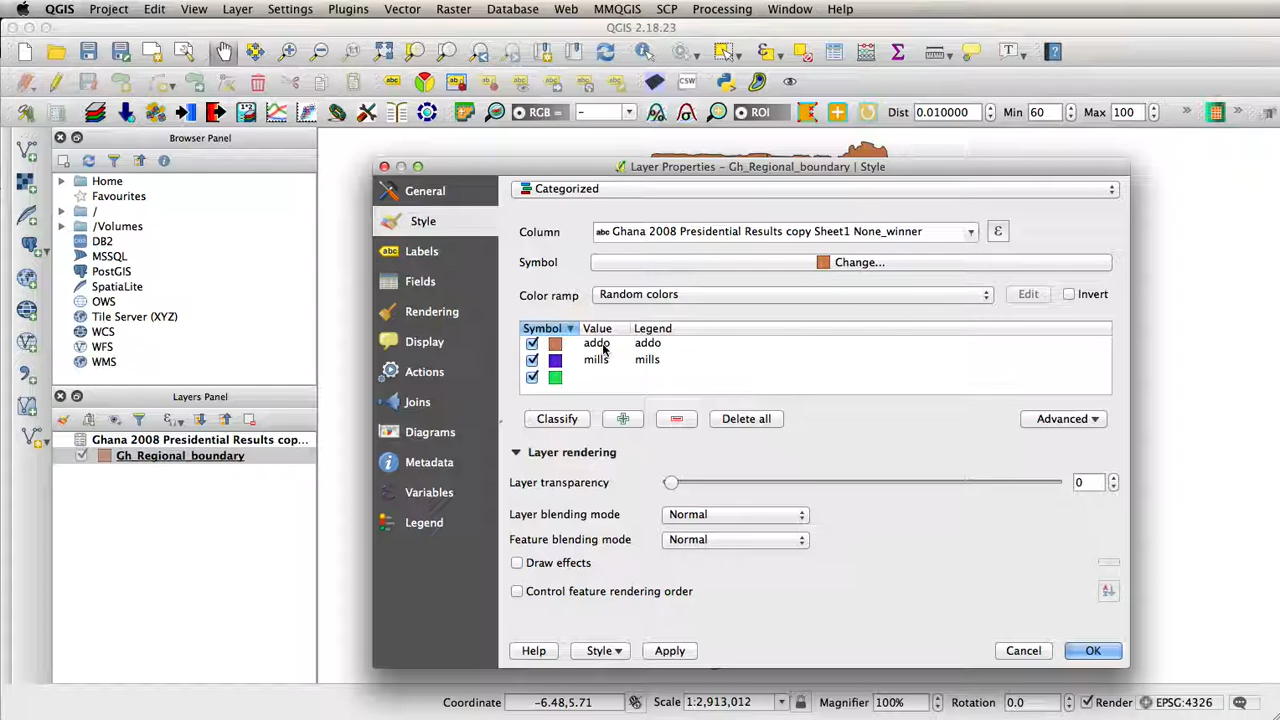 QGIS Project Edit View Layer Settings Plugins Vector Raster Database Web MMQGIS SCP Processing Window Help
QGIS 2.18.23
abc CSW
RGB = – ROI Dist 0.010000 Min 60 Max 100
Browser Panel
Home
Favourites
/
/Volumes
DB2
MSSQL
PostGIS
SpatiaLite
OWS
Tile Server (XYZ)
WCS
WFS
WMS
Layers Panel
Ghana 2008 Presidential Results cop...
Gh_Regional_boundary
Layer Properties – Gh_Regional_boundary | Style
General
Style
Labels
Fields
Rendering
Display
Actions
Joins
Diagrams
Metadata
Variables
Legend
Categorized
Column abc Ghana 2008 Presidential Results copy Sheet1 None_winner ε
Symbol Change...
Color ramp Random colors Edit Invert
Symbol Value Legend
addo addo
mills mills
Classify Delete all Advanced
Layer rendering
Layer transparency 0
Layer blending mode Normal
Feature blending mode Normal
Draw effects
Control feature rendering order
Help Style Apply Cancel OK
Coordinate -6.48,5.71 Scale 1:2,913,012 Magnifier 100% Rotation 0.0 Render EPSG:4326